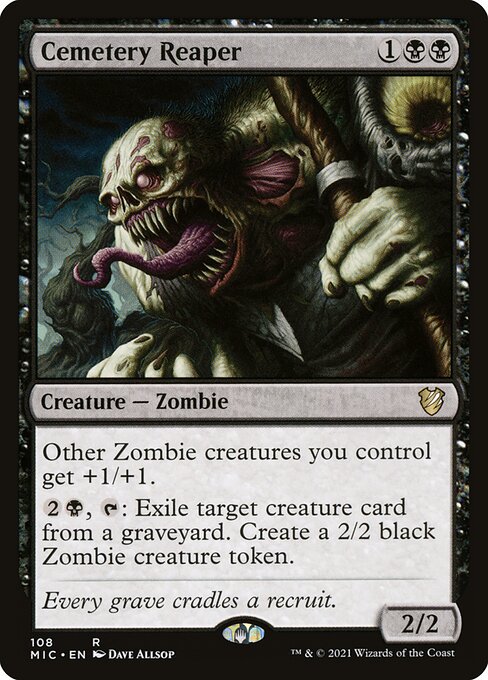 Cemetery Reaper 1
Creature — Zombie
Other Zombie creatures you control
get +1/+1.
2, : Exile target creature card
from a graveyard. Create a 2/2 black
Zombie creature token.
Every grave cradles a recruit.
2/2
108 R
MIC • EN Dave Allsop
™ & © 2021 Wizards of the Coast